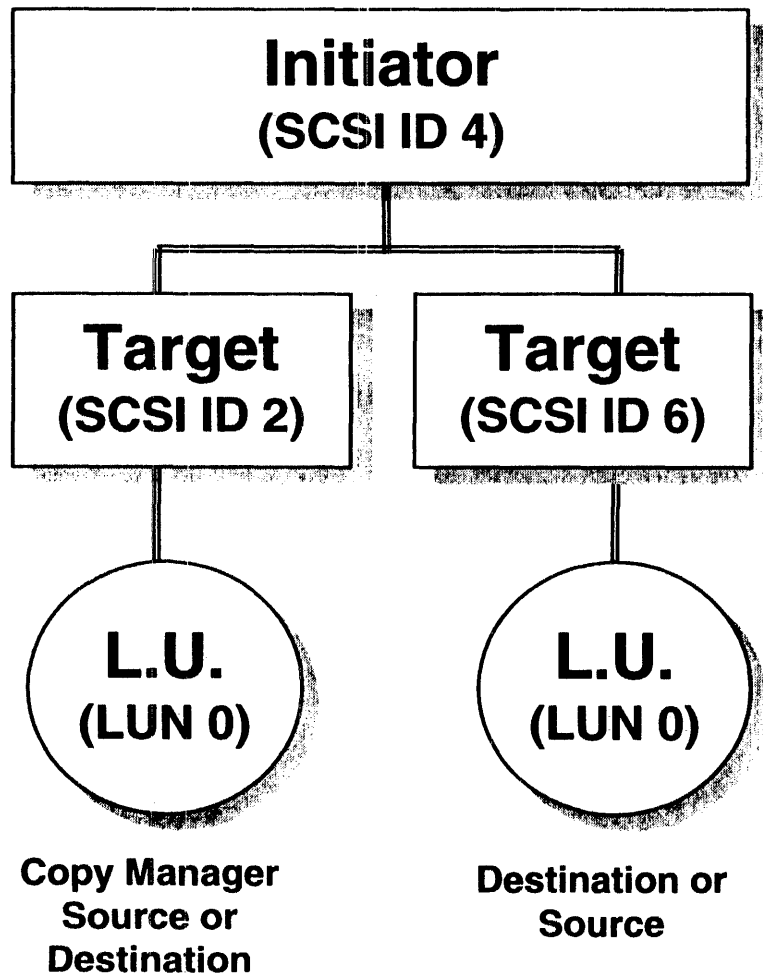 Initiator
(SCSI ID 4)
Target
(SCSI ID 2)
Target
(SCSI ID 6)
L.U.
(LUN 0)
L.U.
(LUN 0)
Copy Manager
Source or
Destination
Destination or
Source